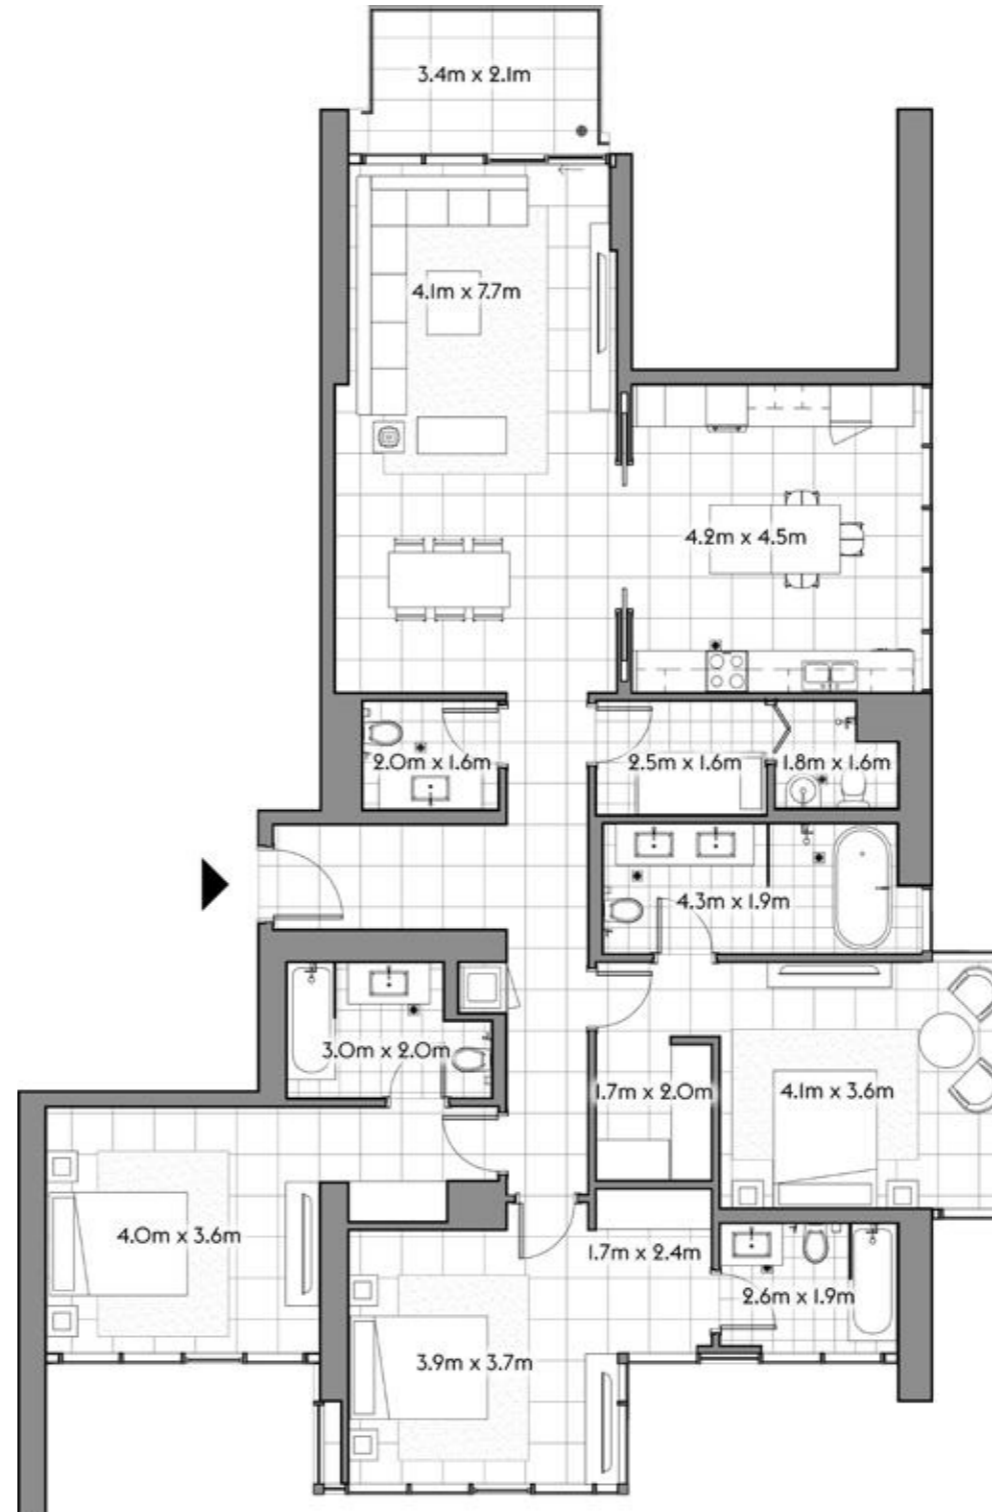 3.4m x 2.1m
4.1m x 7.7m
4.2m x 4.5m
2.0m x 1.6m
2.5m x 1.6m
1.8m x 1.6m
4.3m x 1.9m
3.0m x 2.0m
1.7m x 2.0m
4.1m x 3.6m
4.0m x 3.6m
1.7m x 2.4m
2.6m x 1.9m
3.9m x 3.7m